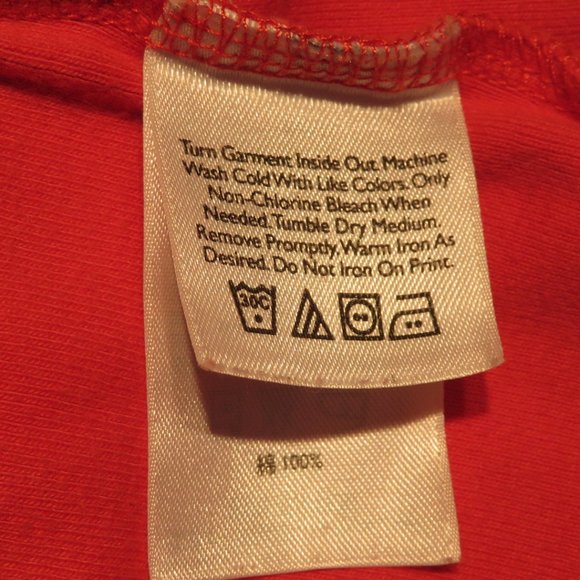 Turn Garment Inside Out. Machine
Wash Cold With Like Colors. Only
Non-Chlorine Bleach When
Needed. Tumble Dry Medium.
Remove Promptly. Warm Iron As
Desired. Do Not Iron On Print.
30C
綿 100%